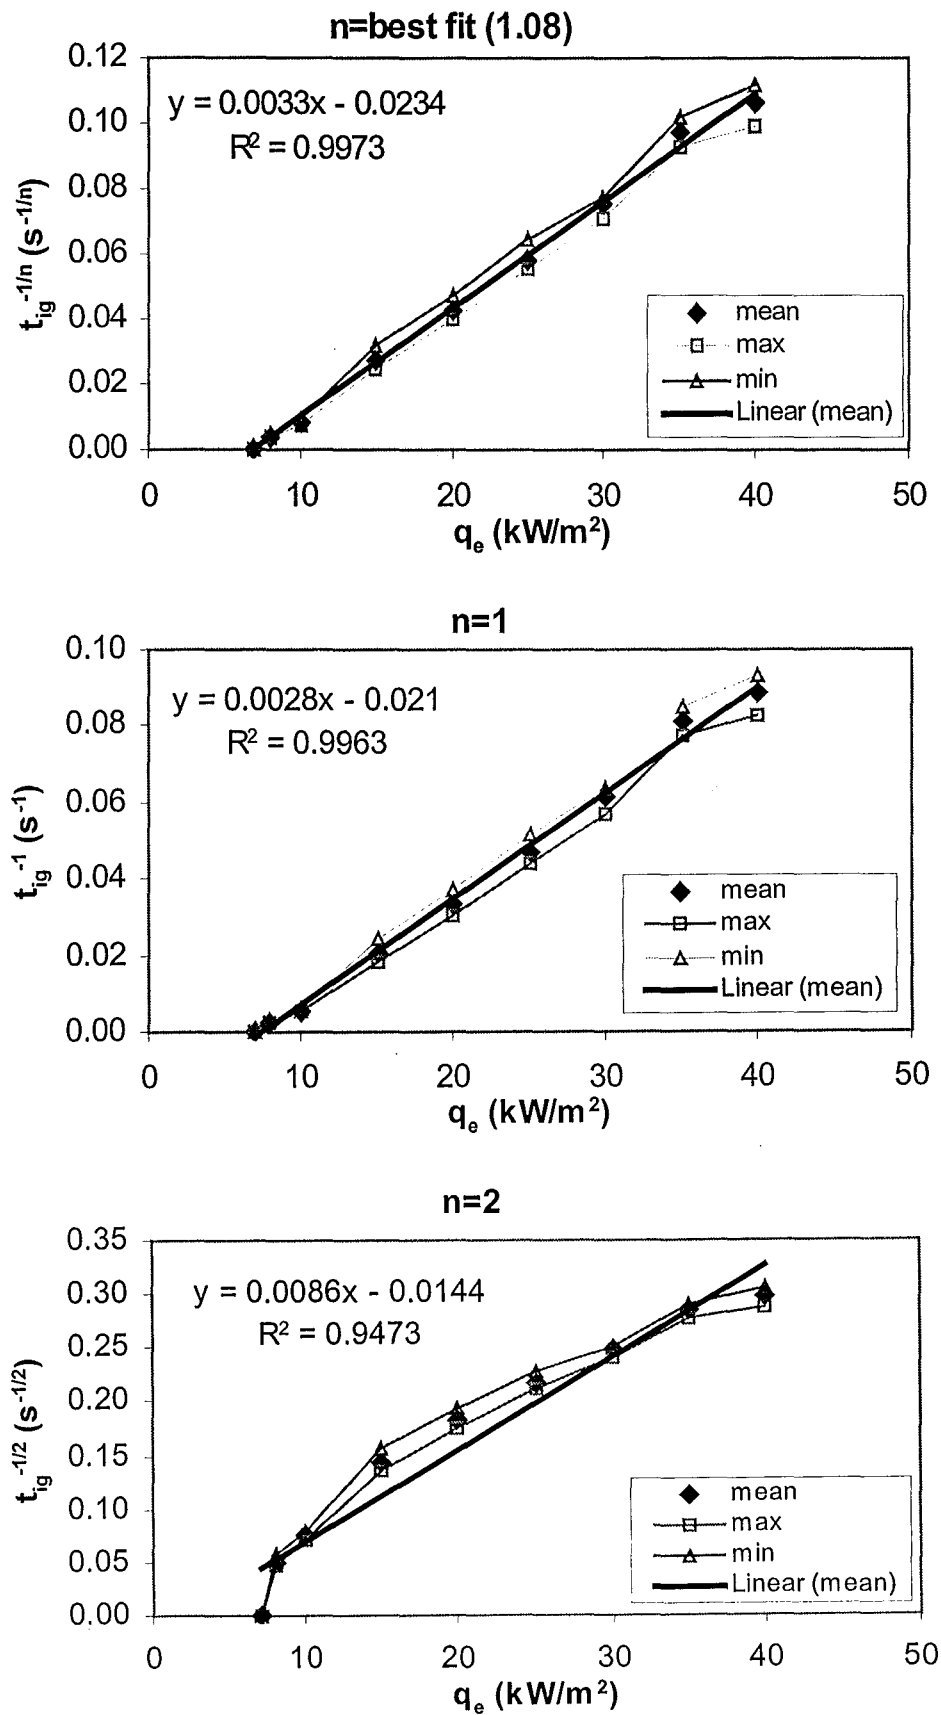 n=best fit (1.08)
y = 0.0033x - 0.0234
R² = 0.9973
0.12
0.10
0.08
0.06
0.04
0.02
0.00
t_ig^-1/n (s^-1/n)
mean
max
min
Linear (mean)
0 10 20 30 40 50
q_e (kW/m²)
n=1
y = 0.0028x - 0.021
R² = 0.9963
0.10
0.08
0.06
0.04
0.02
0.00
t_ig^-1 (s^-1)
mean
max
min
Linear (mean)
0 10 20 30 40 50
q_e (kW/m²)
n=2
y = 0.0086x - 0.0144
R² = 0.9473
0.35
0.30
0.25
0.20
0.15
0.10
0.05
0.00
t_ig^-1/2 (s^-1/2)
mean
max
min
Linear (mean)
0 10 20 30 40 50
q_e (kW/m²)